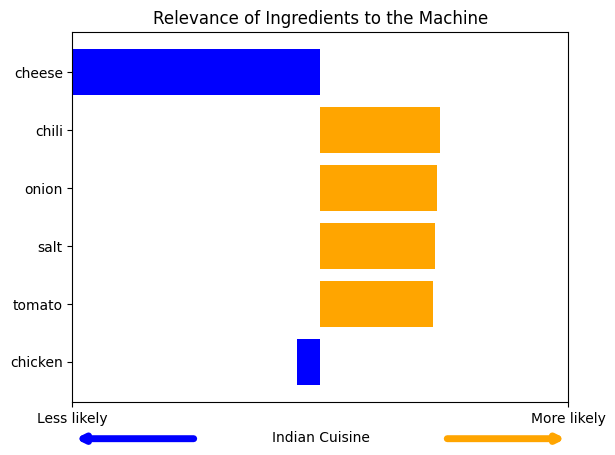 Relevance of Ingredients to the Machine
cheese
chili
onion
salt
tomato
chicken
Less likely
More likely
Indian Cuisine